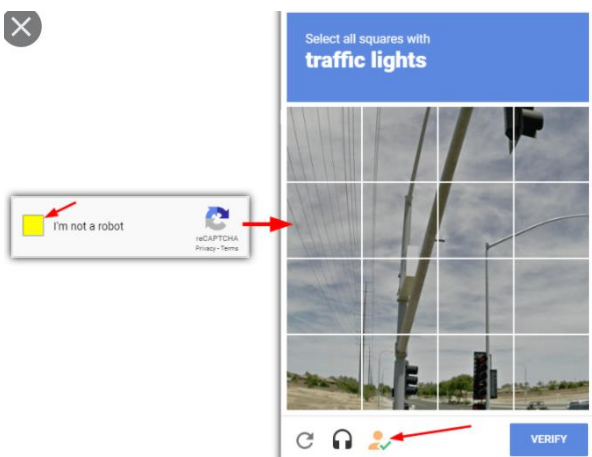 Select all squares with
traffic lights
I'm not a robot
reCAPTCHA
Privacy - Terms
VERIFY